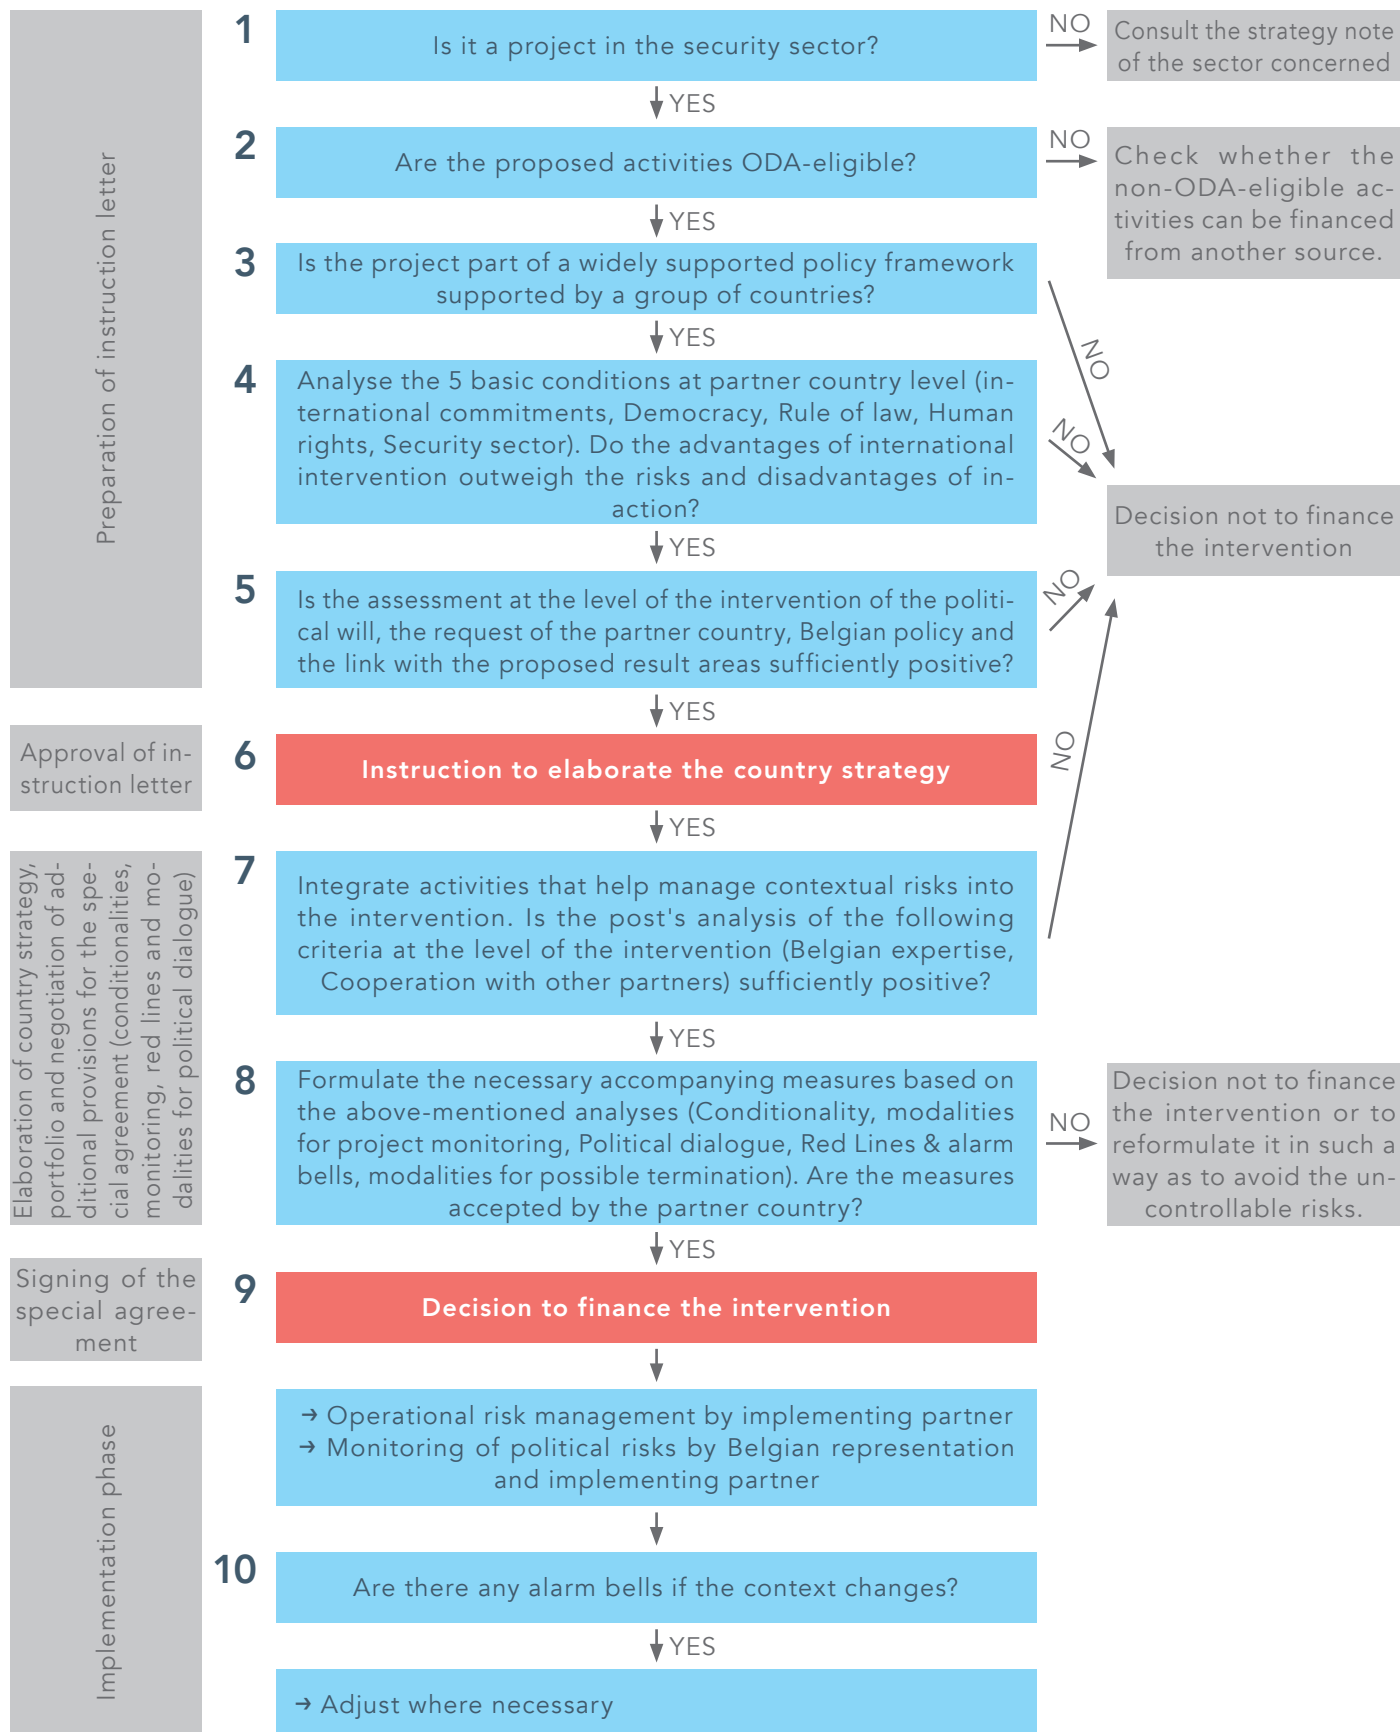 Preparation of instruction letter
1
Is it a project in the security sector?
NO
Consult the strategy note
of the sector concerned
YES
2
Are the proposed activities ODA-eligible?
NO
Check whether the
non-ODA-eligible ac-
tivities can be financed
from another source.
YES
3
Is the project part of a widely supported policy framework
supported by a group of countries?
NO
YES
4
Analyse the 5 basic conditions at partner country level (in-
ternational commitments, Democracy, Rule of law, Human
rights, Security sector). Do the advantages of international
intervention outweigh the risks and disadvantages of in-
action?
NO
Decision not to finance
the intervention
YES
5
Is the assessment at the level of the intervention of the politi-
cal will, the request of the partner country, Belgian policy and
the link with the proposed result areas sufficiently positive?
NO
YES
Approval of in-
struction letter
6
Instruction to elaborate the country strategy
YES
NO
Elaboration of country strategy,
portfolio and negotiation of ad-
ditional provisions for the spe-
cial agreement (conditionalities,
monitoring, red lines and mo-
dalities for political dialogue)
7
Integrate activities that help manage contextual risks into
the intervention. Is the post's analysis of the following
criteria at the level of the intervention (Belgian expertise,
Cooperation with other partners) sufficiently positive?
YES
8
Formulate the necessary accompanying measures based on
the above-mentioned analyses (Conditionality, modalities
for project monitoring, Political dialogue, Red Lines & alarm
bells, modalities for possible termination). Are the measures
accepted by the partner country?
NO
Decision not to finance
the intervention or to
reformulate it in such a
way as to avoid the un-
controllable risks.
YES
Signing of the
special agree-
ment
9
Decision to finance the intervention
Implementation phase
→ Operational risk management by implementing partner
→ Monitoring of political risks by Belgian representation
and implementing partner
10
Are there any alarm bells if the context changes?
YES
→ Adjust where necessary